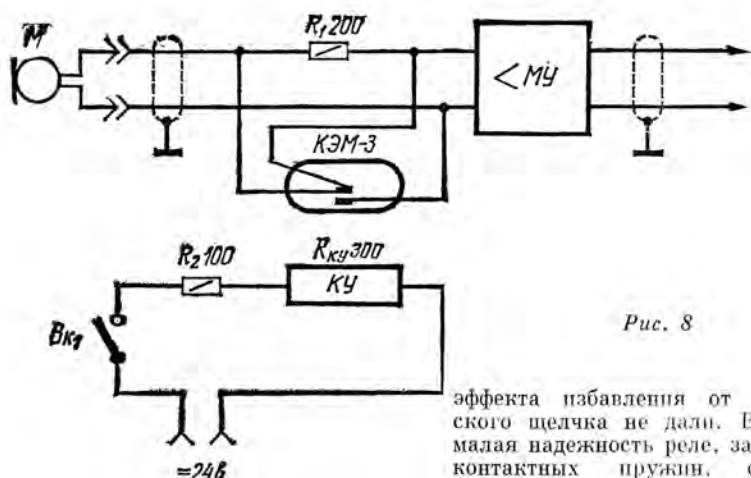 М
R₁ 200
<МУ
КЭМ-3
R₂ 100
Rку 300
КУ
Вк₁
=24в
Рис. 8
эффекта избавления от
ского щелчка не дали. В
малая надежность реле, за
контактных пружин,